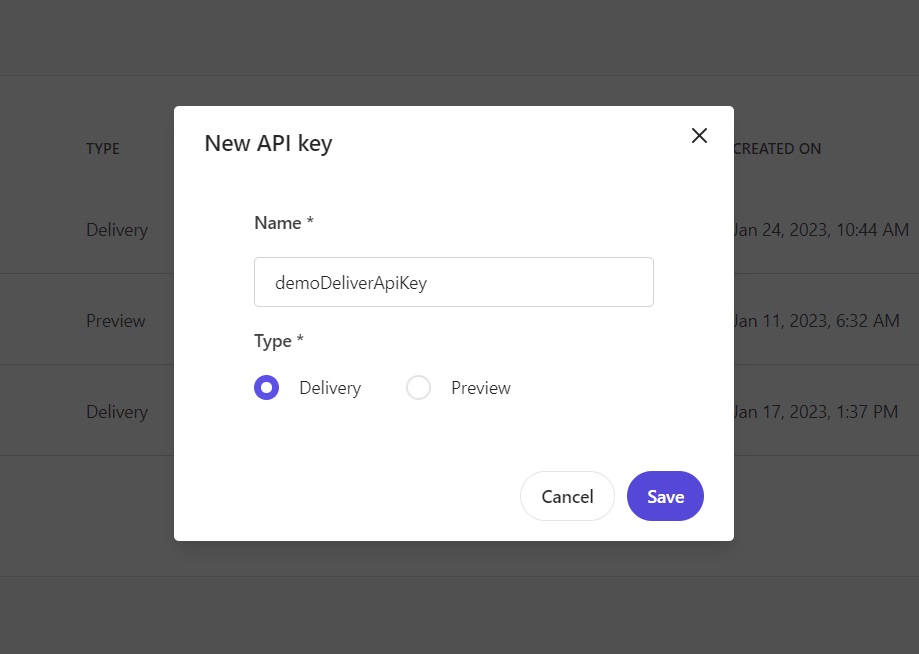 New API key
TYPE
CREATED ON
Name *
Delivery
Jan 24, 2023, 10:44 AM
demoDeliverApiKey
Preview
Jan 11, 2023, 6:32 AM
Type *
Delivery
Preview
Delivery
Jan 17, 2023, 1:37 PM
Cancel
Save